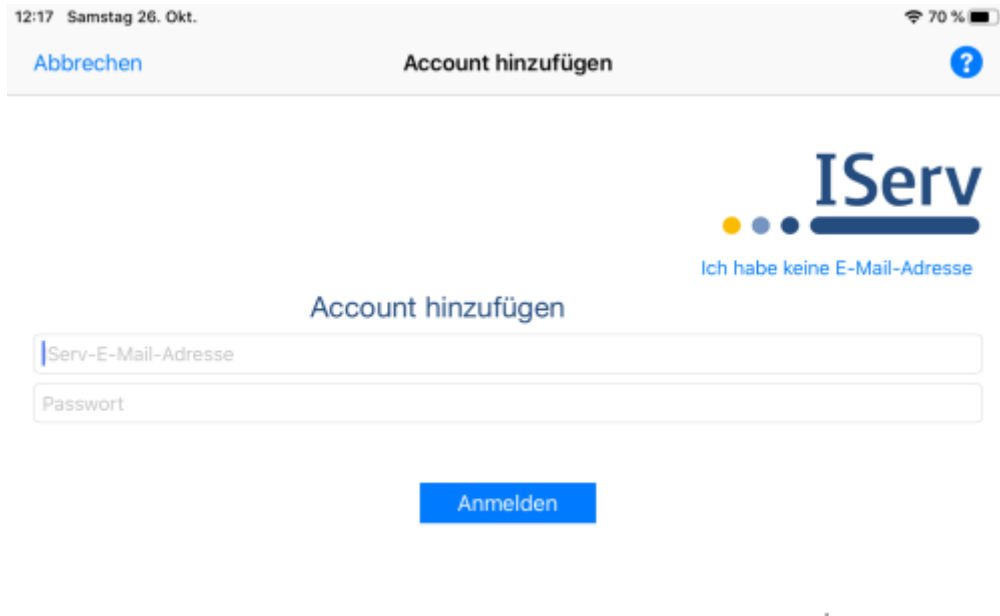 12:17 Samstag 26. Okt. 70 %
Abbrechen Account hinzufügen ?
IServ
Ich habe keine E-Mail-Adresse
Account hinzufügen
IServ-E-Mail-Adresse
Passwort
Anmelden